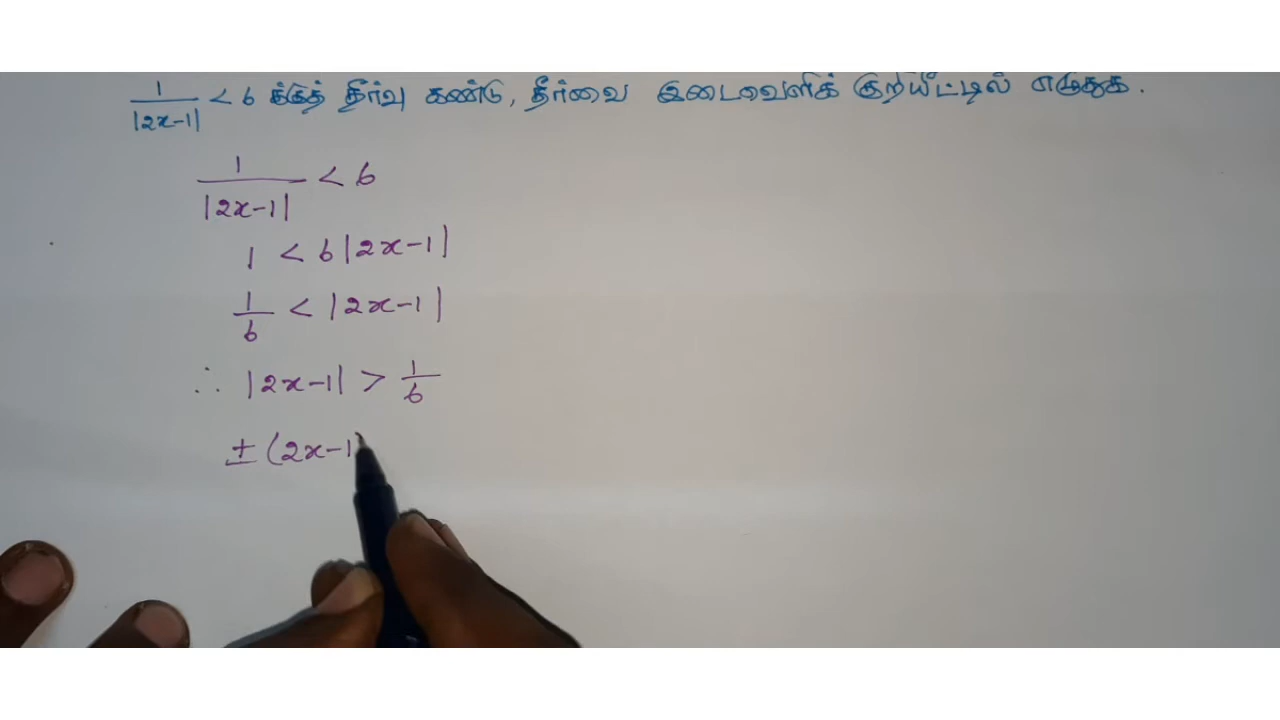 1/|2x-1| < 6 க்குத் தீர்வு கண்டு, தீர்வை இடைவெளிக் குறியீட்டில் எழுதுக.
1/|2x-1| < 6
1 < 6|2x-1|
1/6 < |2x-1|
∴ |2x-1| > 1/6
± (2x-1)